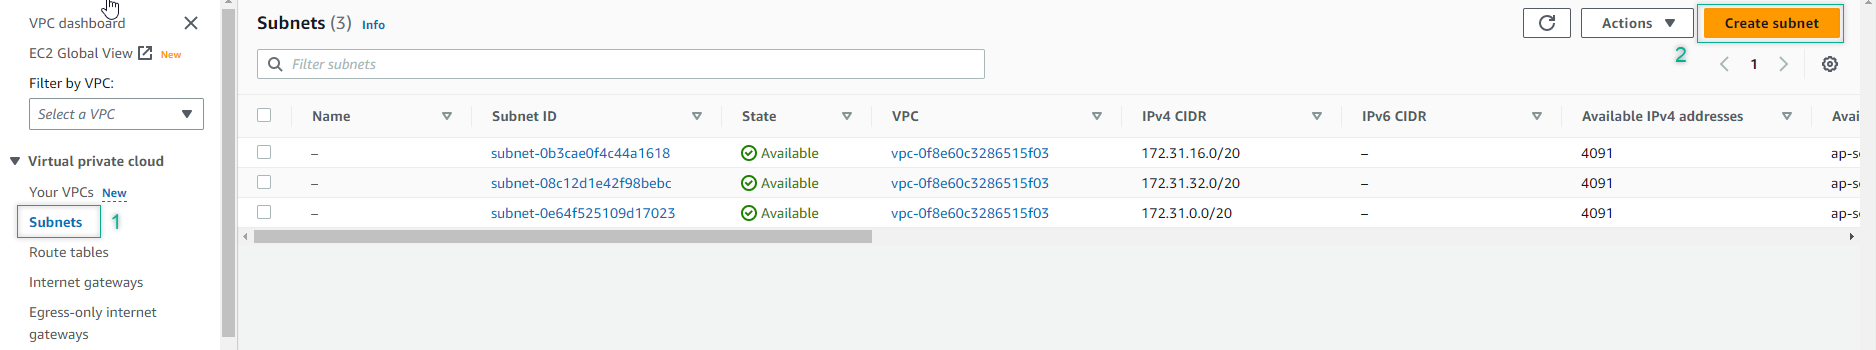 VPC dashboard
EC2 Global View New
Filter by VPC:
Select a VPC
Virtual private cloud
Your VPCs New
Subnets 1
Route tables
Internet gateways
Egress-only internet
gateways
Subnets (3) Info
Actions
Create subnet
2
Filter subnets
1
Name Subnet ID State VPC IPv4 CIDR IPv6 CIDR Available IPv4 addresses Avai
– subnet-0b3cae0f4c44a1618 Available vpc-0f8e60c3286515f03 172.31.16.0/20 – 4091 ap-s
– subnet-08c12d1e42f98bebc Available vpc-0f8e60c3286515f03 172.31.32.0/20 – 4091 ap-s
– subnet-0e64f525109d17023 Available vpc-0f8e60c3286515f03 172.31.0.0/20 – 4091 ap-s